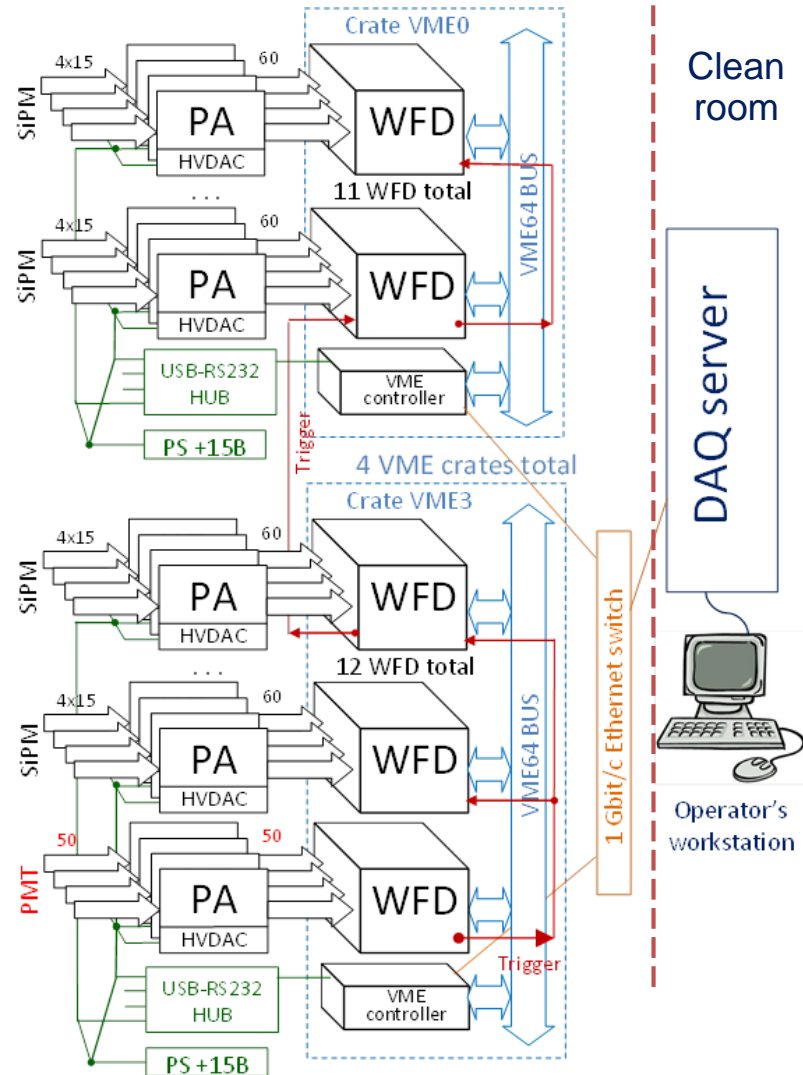 Crate VME0
4x15
60
SiPM
PA
HVDAC
WFD
11 WFD total
. . .
4x15
60
SiPM
PA
HVDAC
WFD
VME64 BUS
USB-RS232
HUB
VME
controller
PS +15B
Trigger
4 VME crates total
Crate VME3
4x15
60
SiPM
PA
HVDAC
WFD
12 WFD total
. . .
4x15
60
SiPM
PA
HVDAC
WFD
VME64 BUS
50
50
PMT
PA
HVDAC
WFD
Trigger
USB-RS232
HUB
VME
controller
PS +15B
1 Gbit/c Ethernet switch
Clean
room
DAQ server
Operator's
workstation